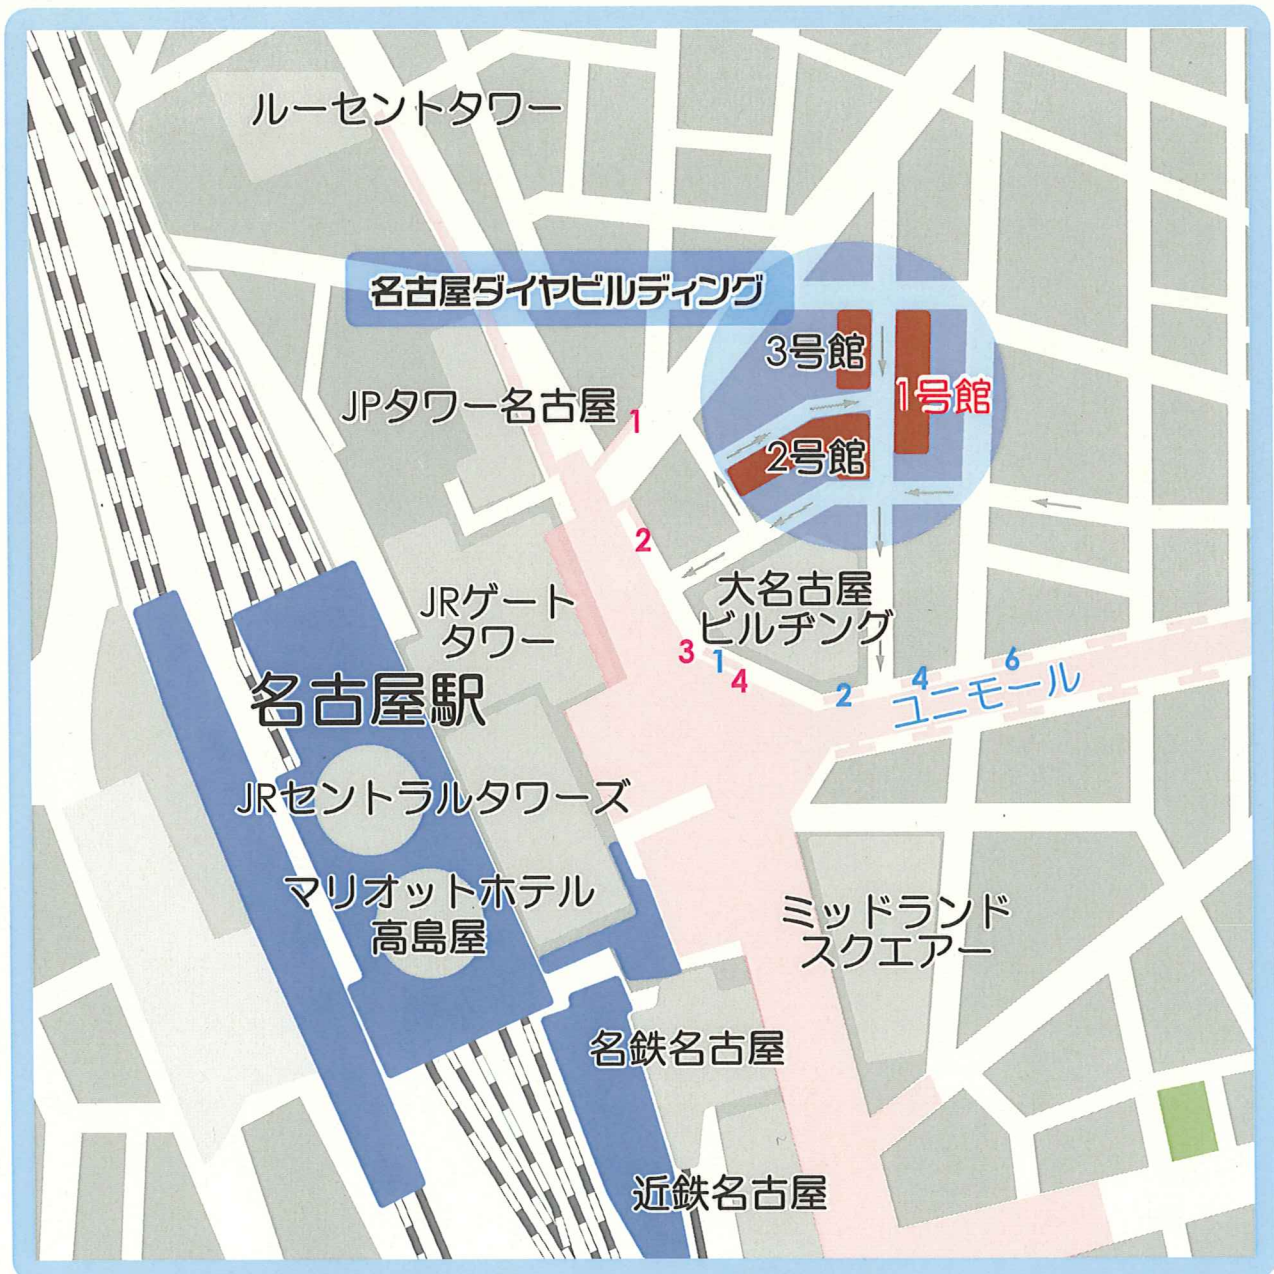 ルーセントタワー
名古屋ダイヤビルディング
3号館
1号館
JPタワー名古屋
1
2号館
2
JRゲート
タワー
大名古屋
ビルヂング
3
1
4
2
4
6
ユニモール
名古屋駅
JRセントラルタワーズ
マリオットホテル
高島屋
ミッドランド
スクエアー
名鉄名古屋
近鉄名古屋